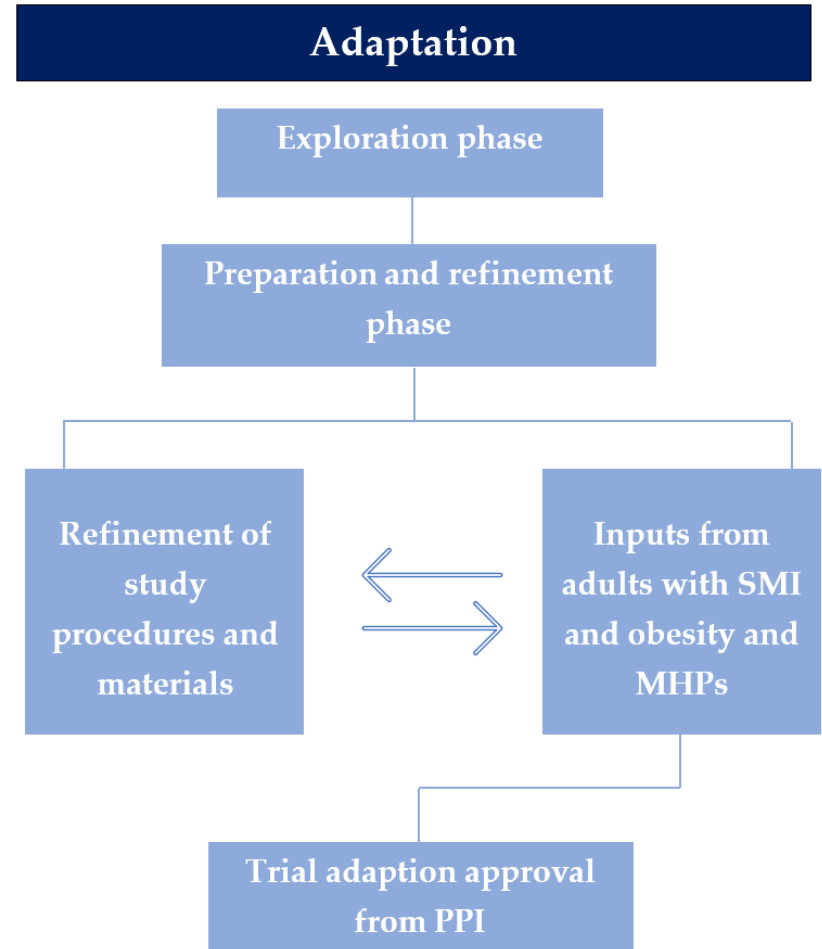 Adaptation
Exploration phase
Preparation and refinement
phase
Refinement of
study
procedures and
materials
Inputs from
adults with SMI
and obesity and
MHPs
Trial adaption approval
from PPI